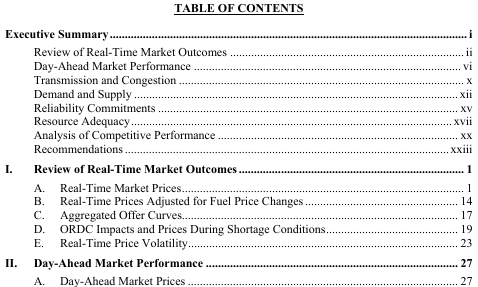 TABLE OF CONTENTS
Executive Summary.......................................................................................................... i
Review of Real-Time Market Outcomes ........................................................................ ii
Day-Ahead Market Performance .................................................................................... vi
Transmission and Congestion .......................................................................................... x
Demand and Supply ....................................................................................................... xii
Reliability Commitments ............................................................................................... xv
Resource Adequacy ...................................................................................................... xvii
Analysis of Competitive Performance ........................................................................... xx
Recommendations ....................................................................................................... xxiii
I. Review of Real-Time Market Outcomes .................................................................... 1
A. Real-Time Market Prices ............................................................................................ 1
B. Real-Time Prices Adjusted for Fuel Price Changes .................................................. 14
C. Aggregated Offer Curves .......................................................................................... 17
D. ORDC Impacts and Prices During Shortage Conditions ........................................... 19
E. Real-Time Price Volatility ......................................................................................... 23
II. Day-Ahead Market Performance ............................................................................. 27
A. Day-Ahead Market Prices ......................................................................................... 27